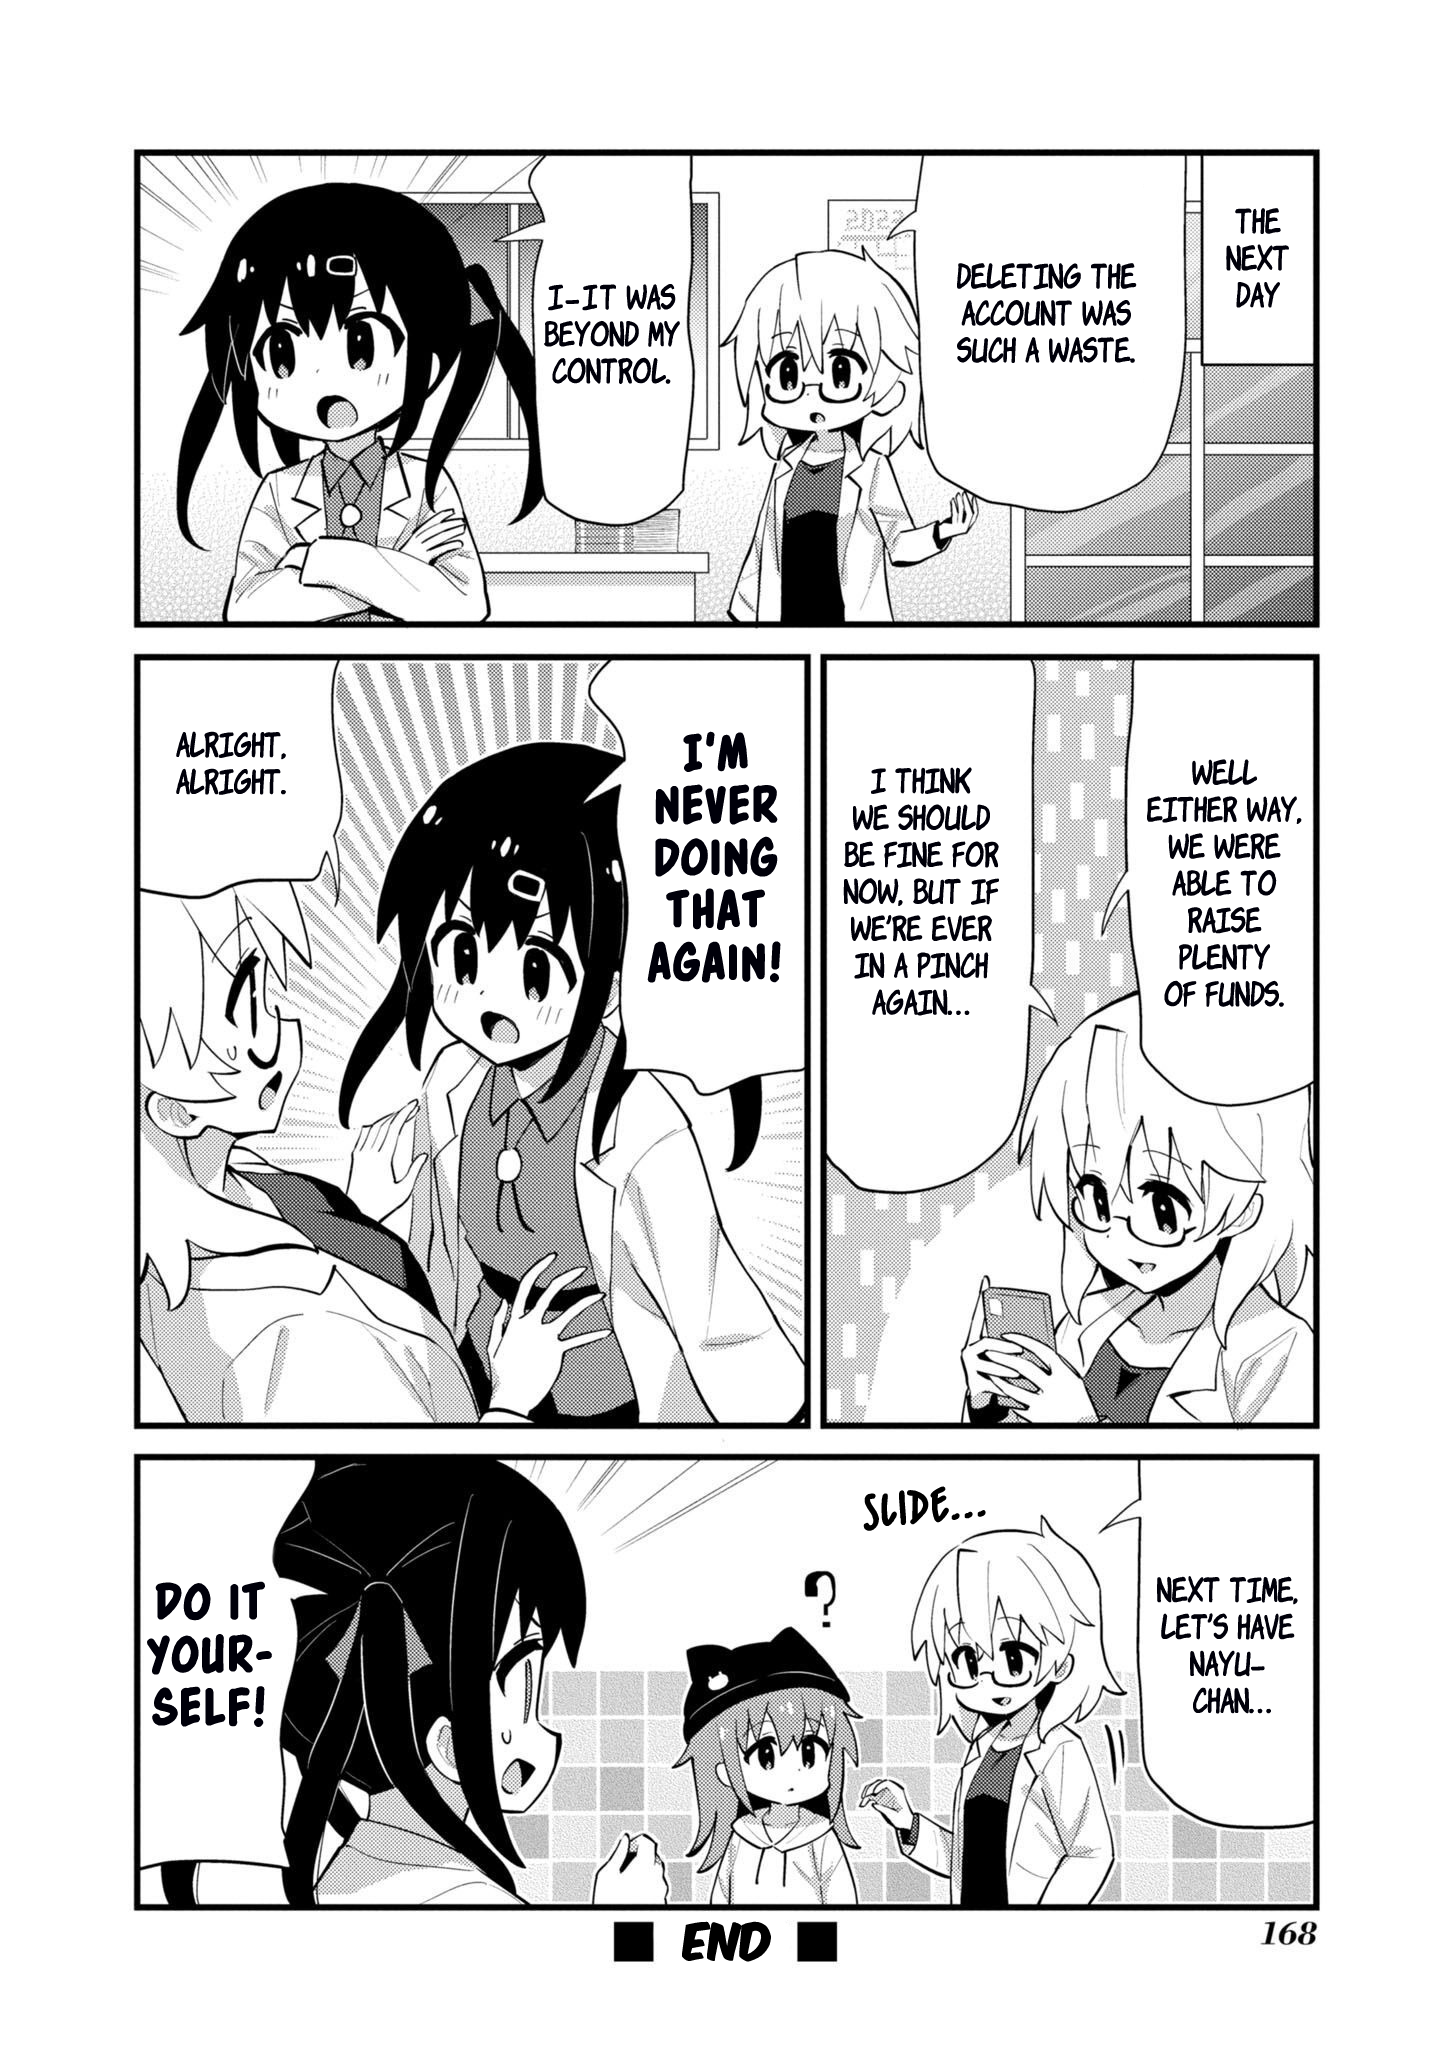 THE
NEXT
DAY
2022
DELETING THE
ACCOUNT WAS
SUCH A WASTE.
I-IT WAS
BEYOND MY
CONTROL.
WELL
EITHER WAY,
WE WERE
ABLE TO
RAISE
PLENTY
OF FUNDS.
I THINK
WE SHOULD
BE FINE FOR
NOW, BUT IF
WE'RE EVER
IN A PINCH
AGAIN...
I'M
NEVER
DOING
THAT
AGAIN!
ALRIGHT,
ALRIGHT.
NEXT TIME,
LET'S HAVE
NAYU-
CHAN...
SLIDE...
?
DO IT
YOUR-
SELF!
■ END ■
168